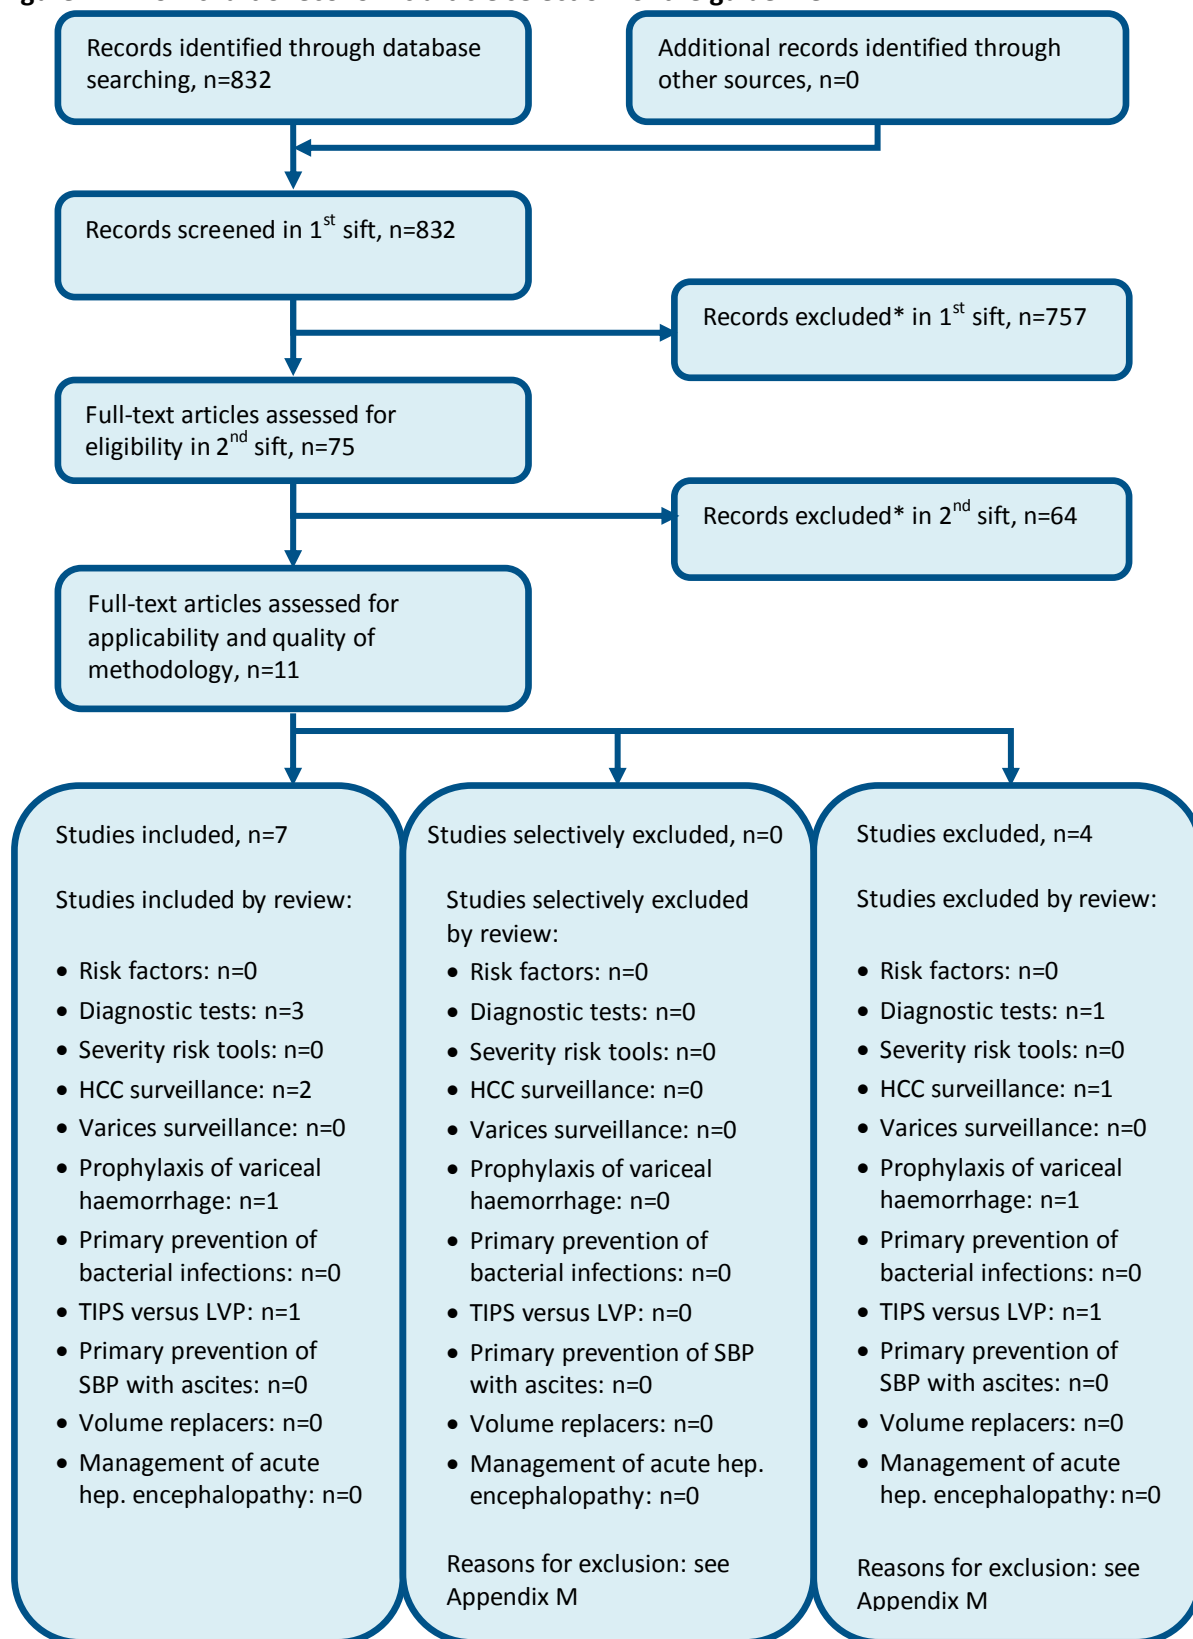 Records identified through database
searching, n=832
Additional records identified through
other sources, n=0
Records screened in 1st sift, n=832
Records excluded* in 1st sift, n=757
Full-text articles assessed for
eligibility in 2nd sift, n=75
Records excluded* in 2nd sift, n=64
Full-text articles assessed for
applicability and quality of
methodology, n=11
Studies included, n=7
Studies included by review:
• Risk factors: n=0
• Diagnostic tests: n=3
• Severity risk tools: n=0
• HCC surveillance: n=2
• Varices surveillance: n=0
• Prophylaxis of variceal
haemorrhage: n=1
• Primary prevention of
bacterial infections: n=0
• TIPS versus LVP: n=1
• Primary prevention of
SBP with ascites: n=0
• Volume replacers: n=0
• Management of acute
hep. encephalopathy: n=0
Studies selectively excluded, n=0
Studies selectively excluded
by review:
• Risk factors: n=0
• Diagnostic tests: n=0
• Severity risk tools: n=0
• HCC surveillance: n=0
• Varices surveillance: n=0
• Prophylaxis of variceal
haemorrhage: n=0
• Primary prevention of
bacterial infections: n=0
• TIPS versus LVP: n=0
• Primary prevention of SBP
with ascites: n=0
• Volume replacers: n=0
• Management of acute hep.
encephalopathy: n=0
Reasons for exclusion: see
Appendix M
Studies excluded, n=4
Studies excluded by review:
• Risk factors: n=0
• Diagnostic tests: n=1
• Severity risk tools: n=0
• HCC surveillance: n=1
• Varices surveillance: n=0
• Prophylaxis of variceal
haemorrhage: n=1
• Primary prevention of
bacterial infections: n=0
• TIPS versus LVP: n=1
• Primary prevention of
SBP with ascites: n=0
• Volume replacers: n=0
• Management of acute
hep. encephalopathy: n=0
Reasons for exclusion: see
Appendix M